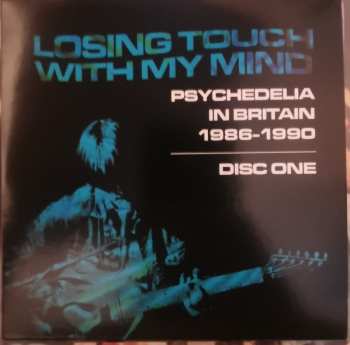 LOSING TOUCH
WITH MY MIND
PSYCHEDELIA
IN BRITAIN
1986-1990
DISC ONE